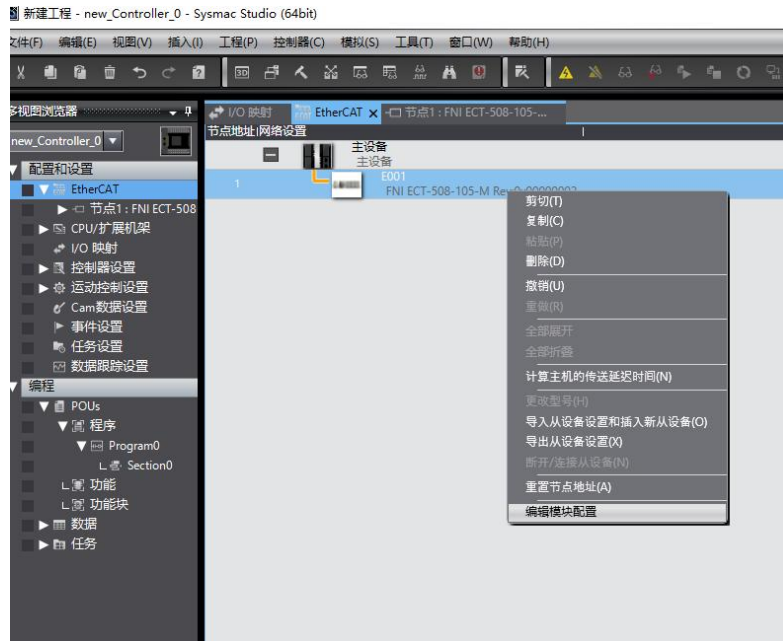 新建工程 - new_Controller_0 - Sysmac Studio (64bit)
文件(F) 编辑(E) 视图(V) 插入(I) 工程(P) 控制器(C) 模拟(S) 工具(T) 窗口(W) 帮助(H)
多视图浏览器
I/O 映射 EtherCAT 节点1 : FNI ECT-508-105-...
new_Controller_0
节点地址|网络设置
主设备
主设备
1
E001
FNI ECT-508-105-M Rev:0x00000002
配置和设置
EtherCAT
节点1 : FNI ECT-508
CPU/扩展机架
I/O 映射
控制器设置
运动控制设置
Cam数据设置
事件设置
任务设置
数据跟踪设置
编程
POUs
程序
Program0
Section0
功能
功能块
数据
任务
剪切(T)
复制(C)
粘贴(P)
删除(D)
撤销(U)
重做(R)
全部展开
全部折叠
计算主机的传送延迟时间(N)
更改型号(H)
导入从设备设置和插入新从设备(O)
导出从设备设置(X)
断开/连接从设备(N)
重置节点地址(A)
编辑模块配置